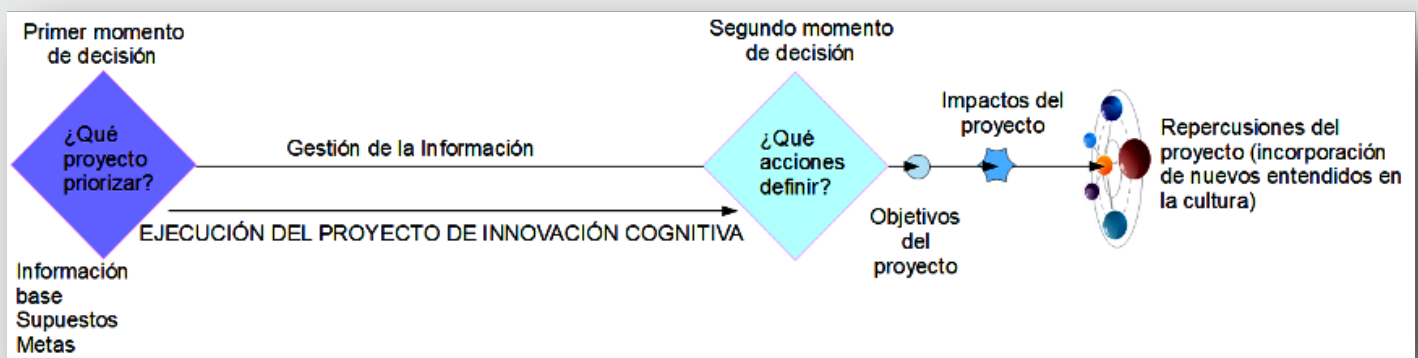 Primer momento
de decisión
¿Qué
proyecto
priorizar?
Información
base
Supuestos
Metas
Gestión de la Información
EJECUCIÓN DEL PROYECTO DE INNOVACIÓN COGNITIVA
Segundo momento
de decisión
¿Qué
acciones
definir?
Objetivos
del
proyecto
Impactos del
proyecto
Repercusiones del
proyecto (incorporación
de nuevos entendidos en
la cultura)